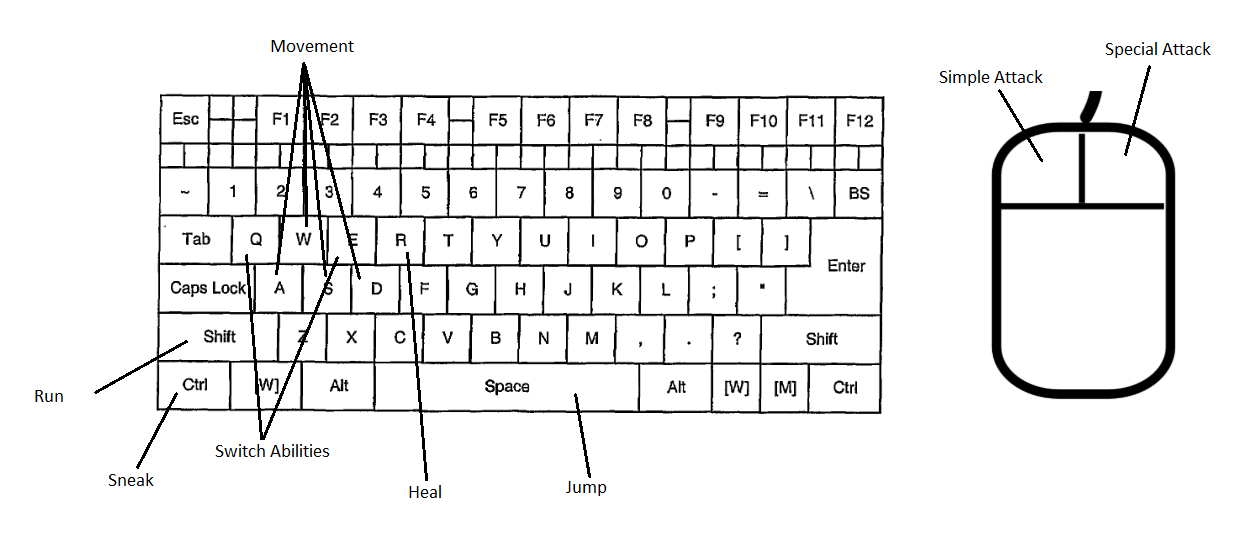 Movement
Special Attack
Simple Attack
Esc F1 F2 F3 F4 F5 F6 F7 F8 F9 F10 F11 F12
~ 1 2 3 4 5 6 7 8 9 0 - = \ BS
Tab Q W E R T Y U I O P [ ]
Enter
Caps Lock A S D F G H J K L ; "
Shift Z X C V B N M , . ? Shift
Ctrl W] Alt Space Alt [W] [M] Ctrl
Run
Switch Abilities
Sneak
Heal
Jump